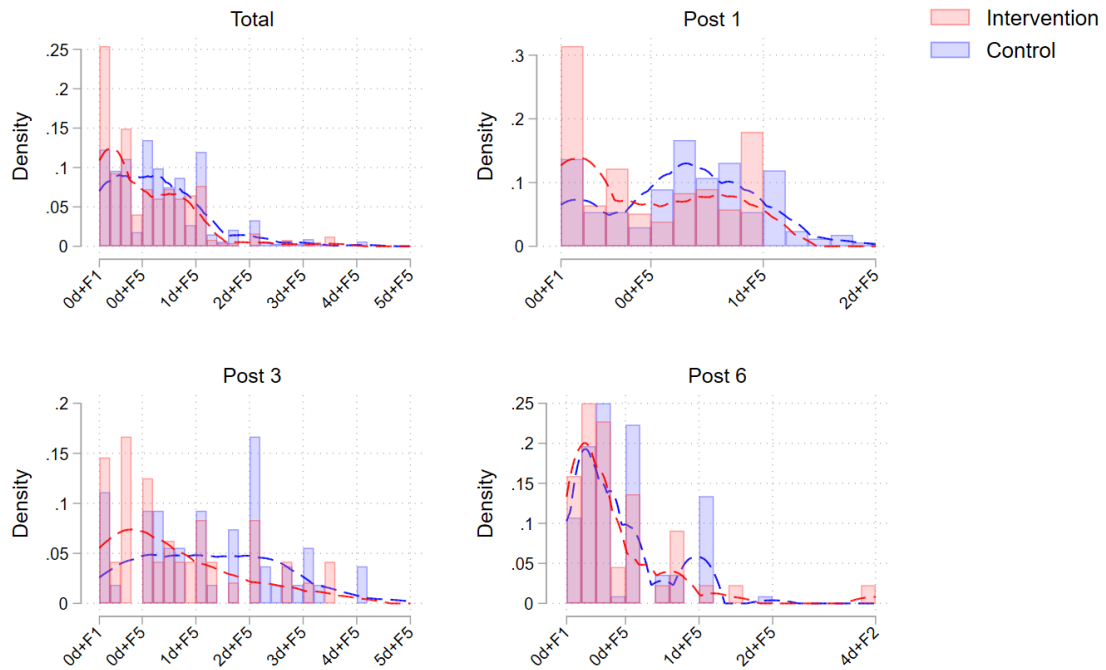 Total
Post 1
Intervention
Control
Density
.25
.2
.15
.1
.05
0
0d+F1
0d+F5
1d+F5
2d+F5
3d+F5
4d+F5
5d+F5
Density
.3
.2
.1
0
0d+F1
0d+F5
1d+F5
2d+F5
Post 3
Post 6
Density
.2
.15
.1
.05
0
0d+F1
0d+F5
1d+F5
2d+F5
3d+F5
4d+F5
5d+F5
Density
.25
.2
.15
.1
.05
0
0d+F1
0d+F5
1d+F5
2d+F5
4d+F2